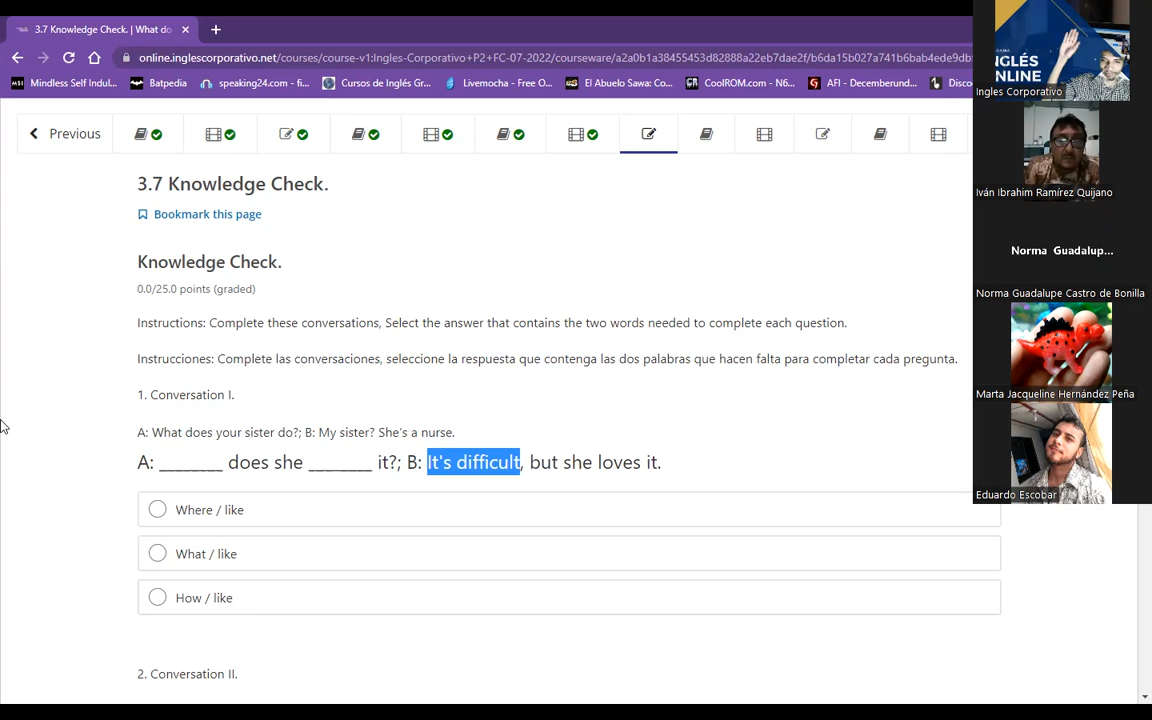 3.7 Knowledge Check. | What do
online.inglescorporativo.net/courses/course-v1:Ingles-Corporativo+P2+FC-07-2022/courseware/a2a0b1a38455453d82888a22eb7dae2f/b6da15b027a741b6bab4ede9db
Mindless Self Indul...
Batpedia
speaking24.com - fi...
Cursos de Inglés Gr...
Livemocha - Free O...
El Abuelo Sawa: Co...
CoolROM.com - N6...
AFI - Decemberund...
Disco
Previous
3.7 Knowledge Check.
Bookmark this page
Knowledge Check.
0.0/25.0 points (graded)
Instructions: Complete these conversations, Select the answer that contains the two words needed to complete each question.
Instrucciones: Complete las conversaciones, seleccione la respuesta que contenga las dos palabras que hacen falta para completar cada pregunta.
1. Conversation I.
A: What does your sister do?; B: My sister? She's a nurse.
A: ________ does she ________ it?; B: It's difficult, but she loves it.
Where / like
What / like
How / like
2. Conversation II.
NGLÉS
NLINE
Ingles Corporativo
Iván Ibrahim Ramírez Quijano
Norma Guadalup...
Norma Guadalupe Castro de Bonilla
Marta Jacqueline Hernández Peña
Eduardo Escobar